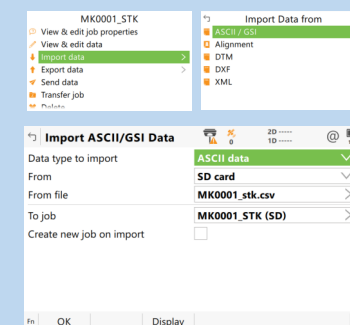 MK0001_STK
View & edit job properties
View & edit data
Import data
Export data
Send data
Transfer job
Import Data from
ASCII / GSI
Alignment
DTM
DXF
XML
Import ASCII/GSI Data
0
2D -----
1D -----
@
Data type to import
ASCII data
From
SD card
From file
MK0001_stk.csv
To job
MK0001_STK (SD)
Create new job on import
Fn
OK
Display